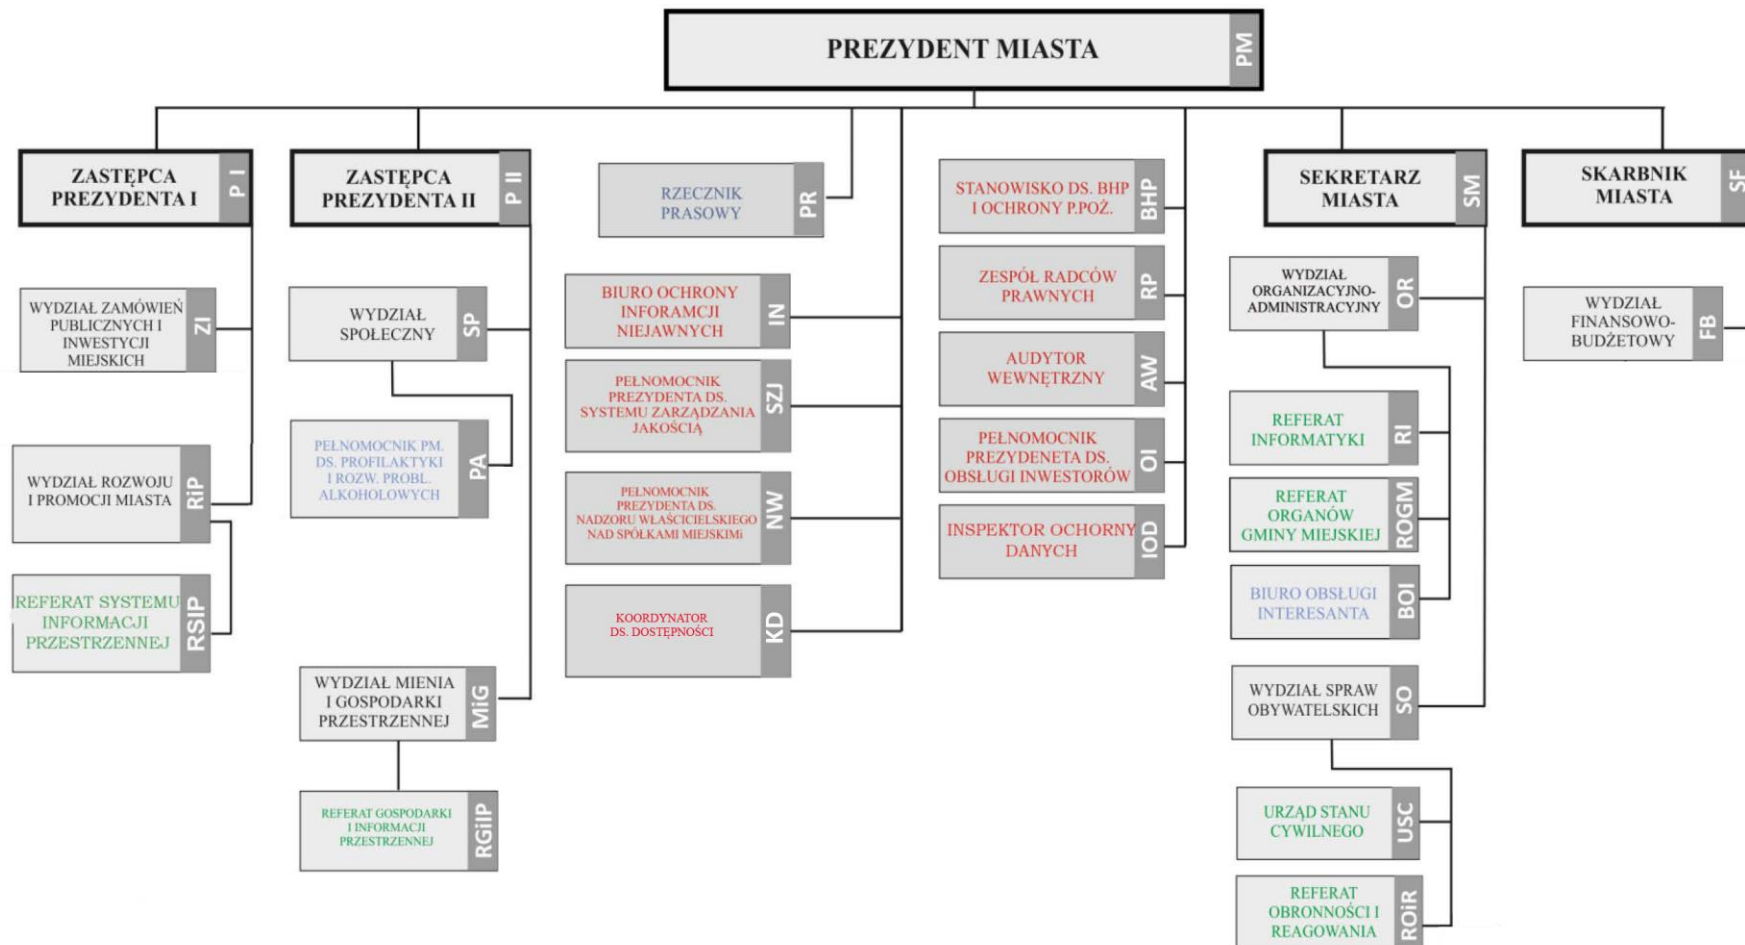 PREZYDENT MIASTA
PM
ZASTĘPCA
PREZYDENTA I
P I
ZASTĘPCA
PREZYDENTA II
P II
RZECZNIK
PRASOWY
PR
STANOWISKO DS. BHP
I OCHRONY P.POŻ.
BHP
SEKRETARZ
MIASTA
SM
SKARBNIK
MIASTA
SF
WYDZIAŁ ZAMÓWIEŃ
PUBLICZNYCH I
INWESTYCJI
MIEJSKICH
ZI
WYDZIAŁ
SPOŁECZNY
SP
BIURO OCHRONY
INFORAMCJI
NIEJAWNYCH
IN
ZESPÓŁ RADCÓW
PRAWNYCH
RP
WYDZIAŁ
ORGANIZACYJNO-
ADMINISTRACYJNY
OR
WYDZIAŁ
FINANSOWO-
BUDŻETOWY
FB
PEŁNOMOCNIK
PREZYDENTA DS.
SYSTEMU ZARZĄDZANIA
JAKOŚCIĄ
SZJ
AUDYTOR
WEWNĘTRZNY
AW
WYDZIAŁ ROZWOJU
I PROMOCJI MIASTA
RiP
PEŁNOMOCNIK PM.
DS. PROFILAKTYKI
I ROZW. PROBL.
ALKOHOLOWYCH
PA
PEŁNOMOCNIK
PREZYDENTA DS.
NADZORU WŁAŚCICIELSKIEGO
NAD SPÓŁKAMI MIEJSKIMi
NW
PEŁNOMOCNIK
PREZYDENETA DS.
OBSŁUGI INWESTORÓW
OI
REFERAT
INFORMATYKI
RI
REFERAT SYSTEMU
INFORMACJI
PRZESTRZENNEJ
RSIP
INSPEKTOR OCHORNY
DANYCH
IOD
REFERAT
ORGANÓW
GMINY MIEJSKIEJ
ROGM
KOORDYNATOR
DS. DOSTĘPNOŚCI
KD
BIURO OBSŁUGI
INTERESANTA
BOI
WYDZIAŁ MIENIA
I GOSPODARKI
PRZESTRZENNEJ
MiG
WYDZIAŁ SPRAW
OBYWATELSKICH
SO
REFERAT GOSPODARKI
I INFORMACJI
PRZESTRZENNEJ
RGiIP
URZĄD STANU
CYWILNEGO
USC
REFERAT
OBRONNOŚCI I
REAGOWANIA
ROiR